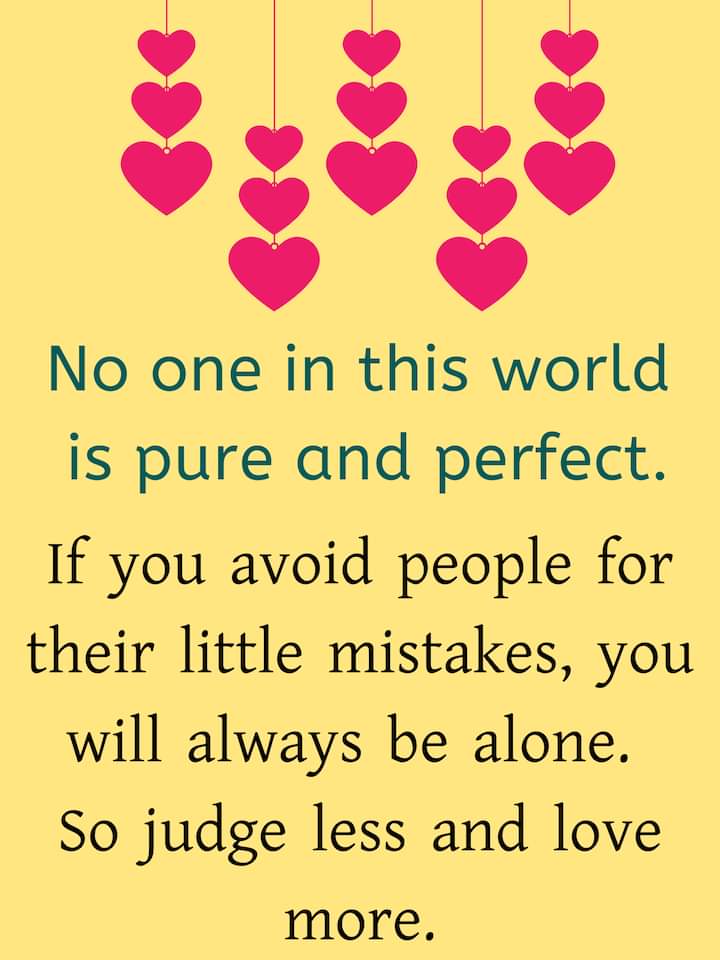 No one in this world
is pure and perfect.
If you avoid people for
their little mistakes, you
will always be alone.
So judge less and love
more.